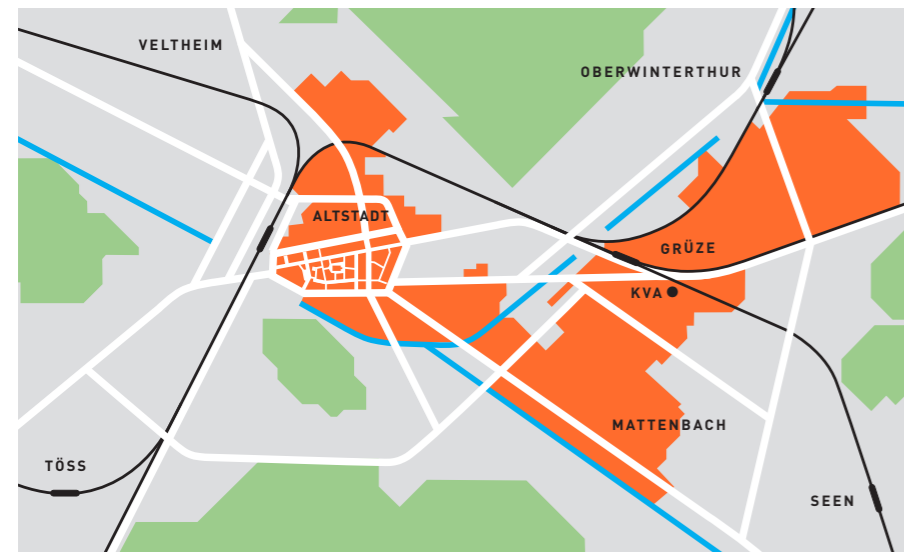 VELTHEIM
OBERWINTERTHUR
ALTSTADT
GRÜZE
KVA
MATTENBACH
TÖSS
SEEN